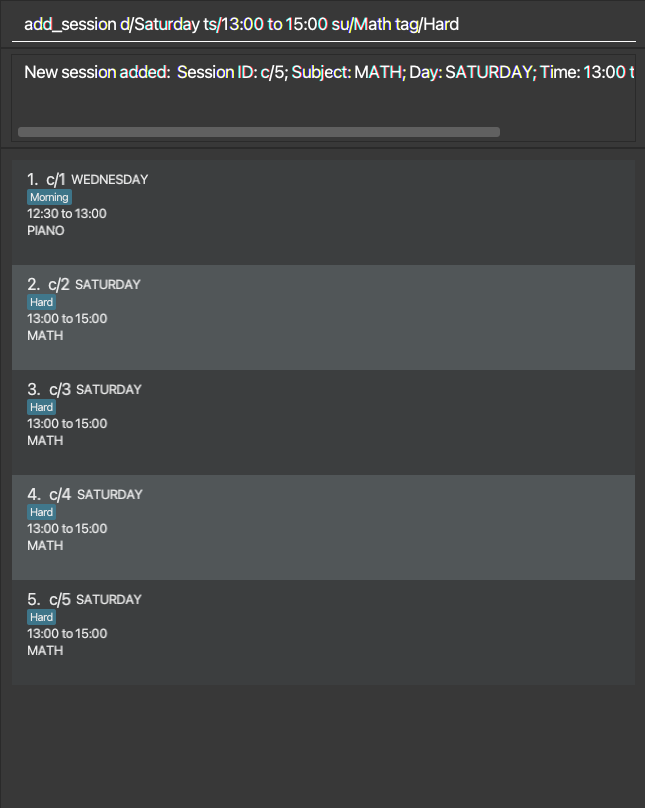 add_session d/Saturday ts/13:00 to 15:00 su/Math tag/Hard
New session added: Session ID: c/5; Subject: MATH; Day: SATURDAY; Time: 13:00 t
1. c/1 WEDNESDAY
Morning
12:30 to 13:00
PIANO
2. c/2 SATURDAY
Hard
13:00 to 15:00
MATH
3. c/3 SATURDAY
Hard
13:00 to 15:00
MATH
4. c/4 SATURDAY
Hard
13:00 to 15:00
MATH
5. c/5 SATURDAY
Hard
13:00 to 15:00
MATH